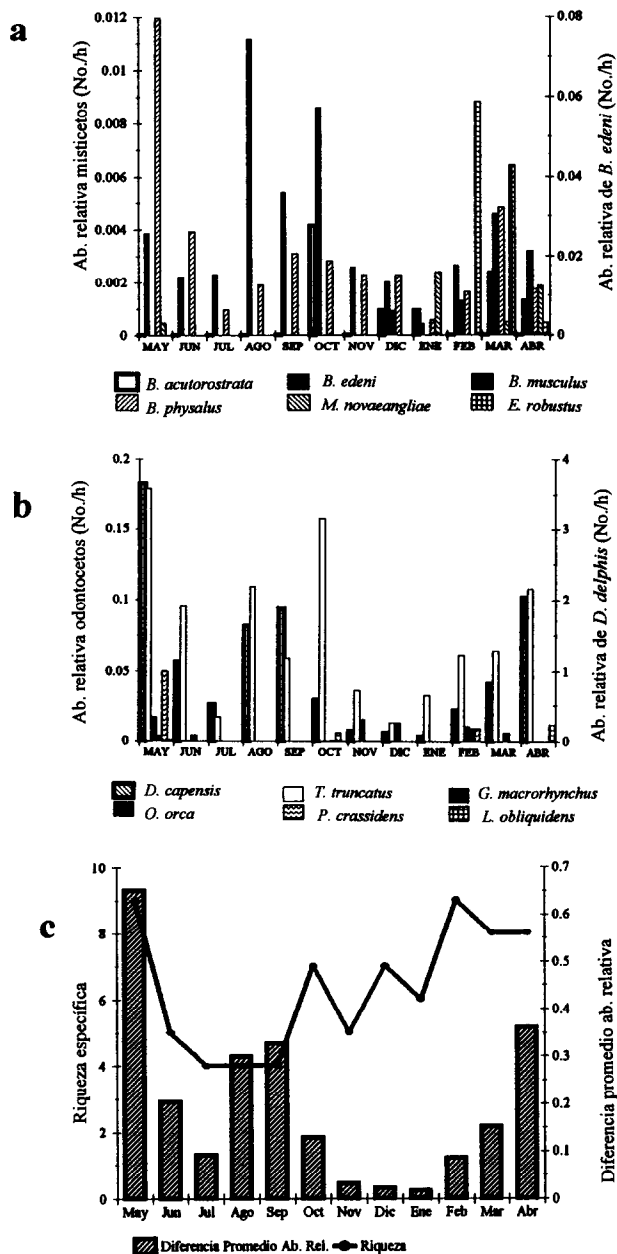 a
Ab. relativa misticetos (No./h)
0.012
0.01
0.008
0.006
0.004
0.002
0
0.08
0.06
0.04
0.02
0
Ab. relativa de B. edeni (No./h)
MAY JUN JUL AGO SEP OCT NOV DIC ENE FEB MAR ABR
B. acutorostrata B. edeni B. musculus
B. physalus M. novaeangliae E. robustus
b
Ab. relativa odontocetos (No./h)
0.2
0.15
0.1
0.05
0
4
3
2
1
0
Ab. relativa de D. delphis (No./h)
MAY JUN JUL AGO SEP OCT NOV DIC ENE FEB MAR ABR
D. capensis T. truncatus G. macrorhynchus
O. orca P. crassidens L. obliquidens
c
Riqueza específica
10
8
6
4
2
0
0.7
0.6
0.5
0.4
0.3
0.2
0.1
0
Diferencia promedio ab. relativa
May Jun Jul Ago Sep Oct Nov Dic Ene Feb Mar Abr
Diferencia Promedio Ab. Rel. Riqueza